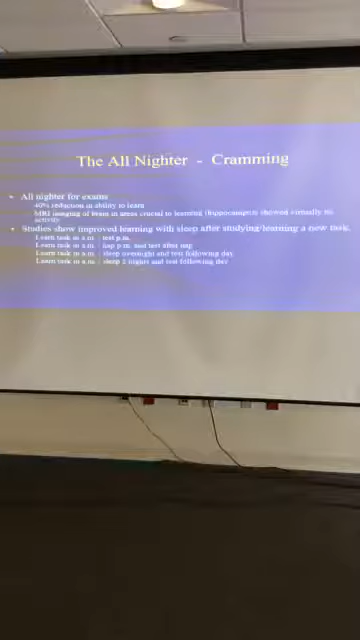 The All Nighter - Cramming
• All nighter for exams
40% reduction in ability to learn
MRI imaging of brain in areas crucial to learning (hippocampus) showed virtually no
activity
• Studies show improved learning with sleep after studying/learning a new task.
Learn task in a.m. - test p.m.
Learn task in a.m. - nap p.m. and test after nap
Learn task in a.m. - sleep overnight and test following day
Learn task in a.m. - sleep 2 nights and test following day